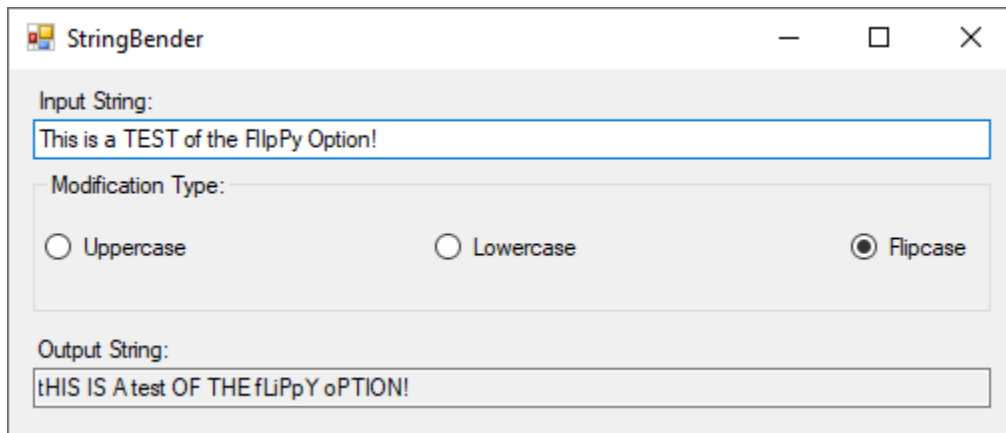 StringBender
Input String:
This is a TEST of the FlIpPy Option!
Modification Type:
Uppercase
Lowercase
Flipcase
Output String:
tHIS IS A test OF THE fLiPpY oPTION!